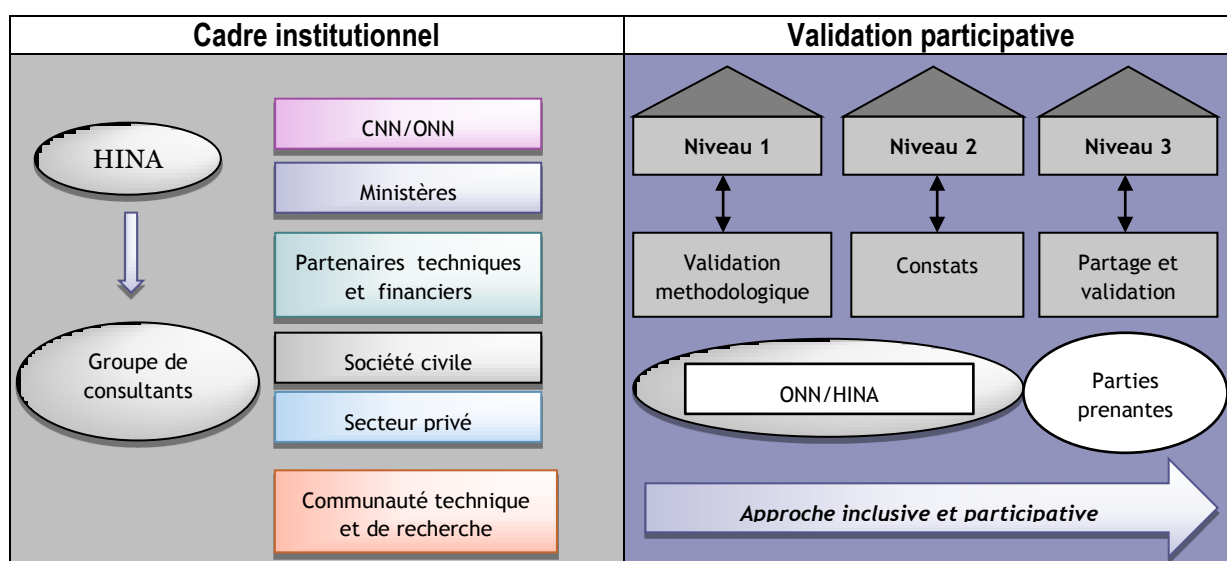 Cadre institutionnel
HINA
Groupe de
consultants
CNN/ONN
Ministères
Partenaires techniques
et financiers
Société civile
Secteur privé
Communauté technique
et de recherche
Validation participative
Niveau 1
Niveau 2
Niveau 3
Validation
methodologique
Constats
Partage et
validation
ONN/HINA
Parties
prenantes
Approche inclusive et participative